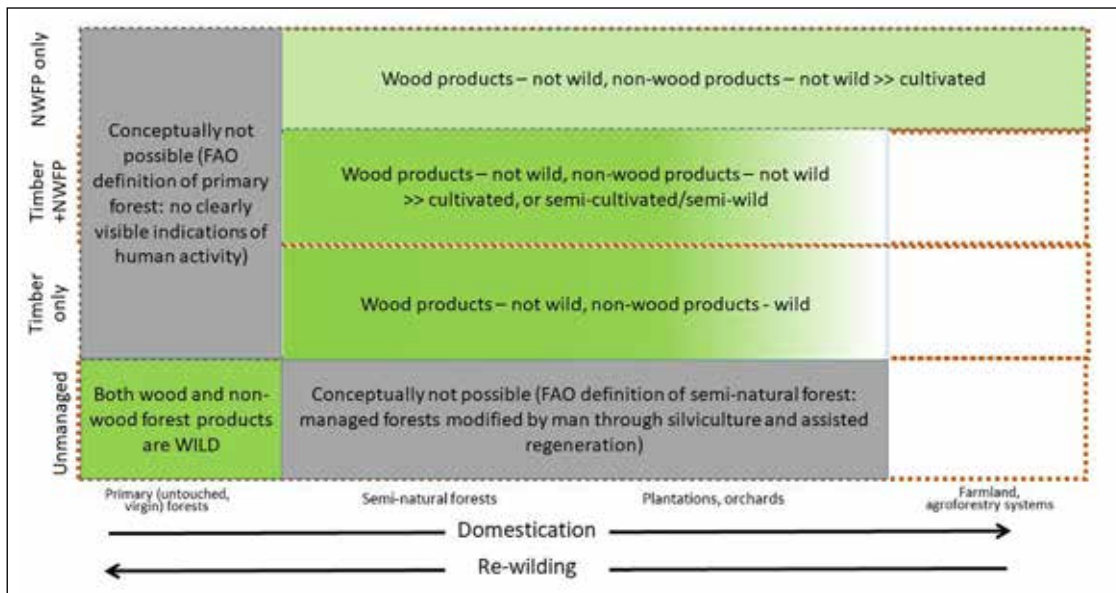 NWFP only
Wood products – not wild, non-wood products – not wild >> cultivated
Conceptually not
possible (FAO
definition of primary
forest: no clearly
visible indications of
human activity)
Timber
+NWFP
Wood products – not wild, non-wood products – not wild
>> cultivated, or semi-cultivated/semi-wild
Timber
only
Wood products – not wild, non-wood products - wild
Unmanaged
Both wood and non-
wood forest products
are WILD
Conceptually not possible (FAO definition of semi-natural forest:
managed forests modified by man through silviculture and assisted
regeneration)
Primary (untouched,
virgin) forests
Semi-natural forests
Plantations, orchards
Farmland,
agroforestry systems
Domestication
Re-wilding